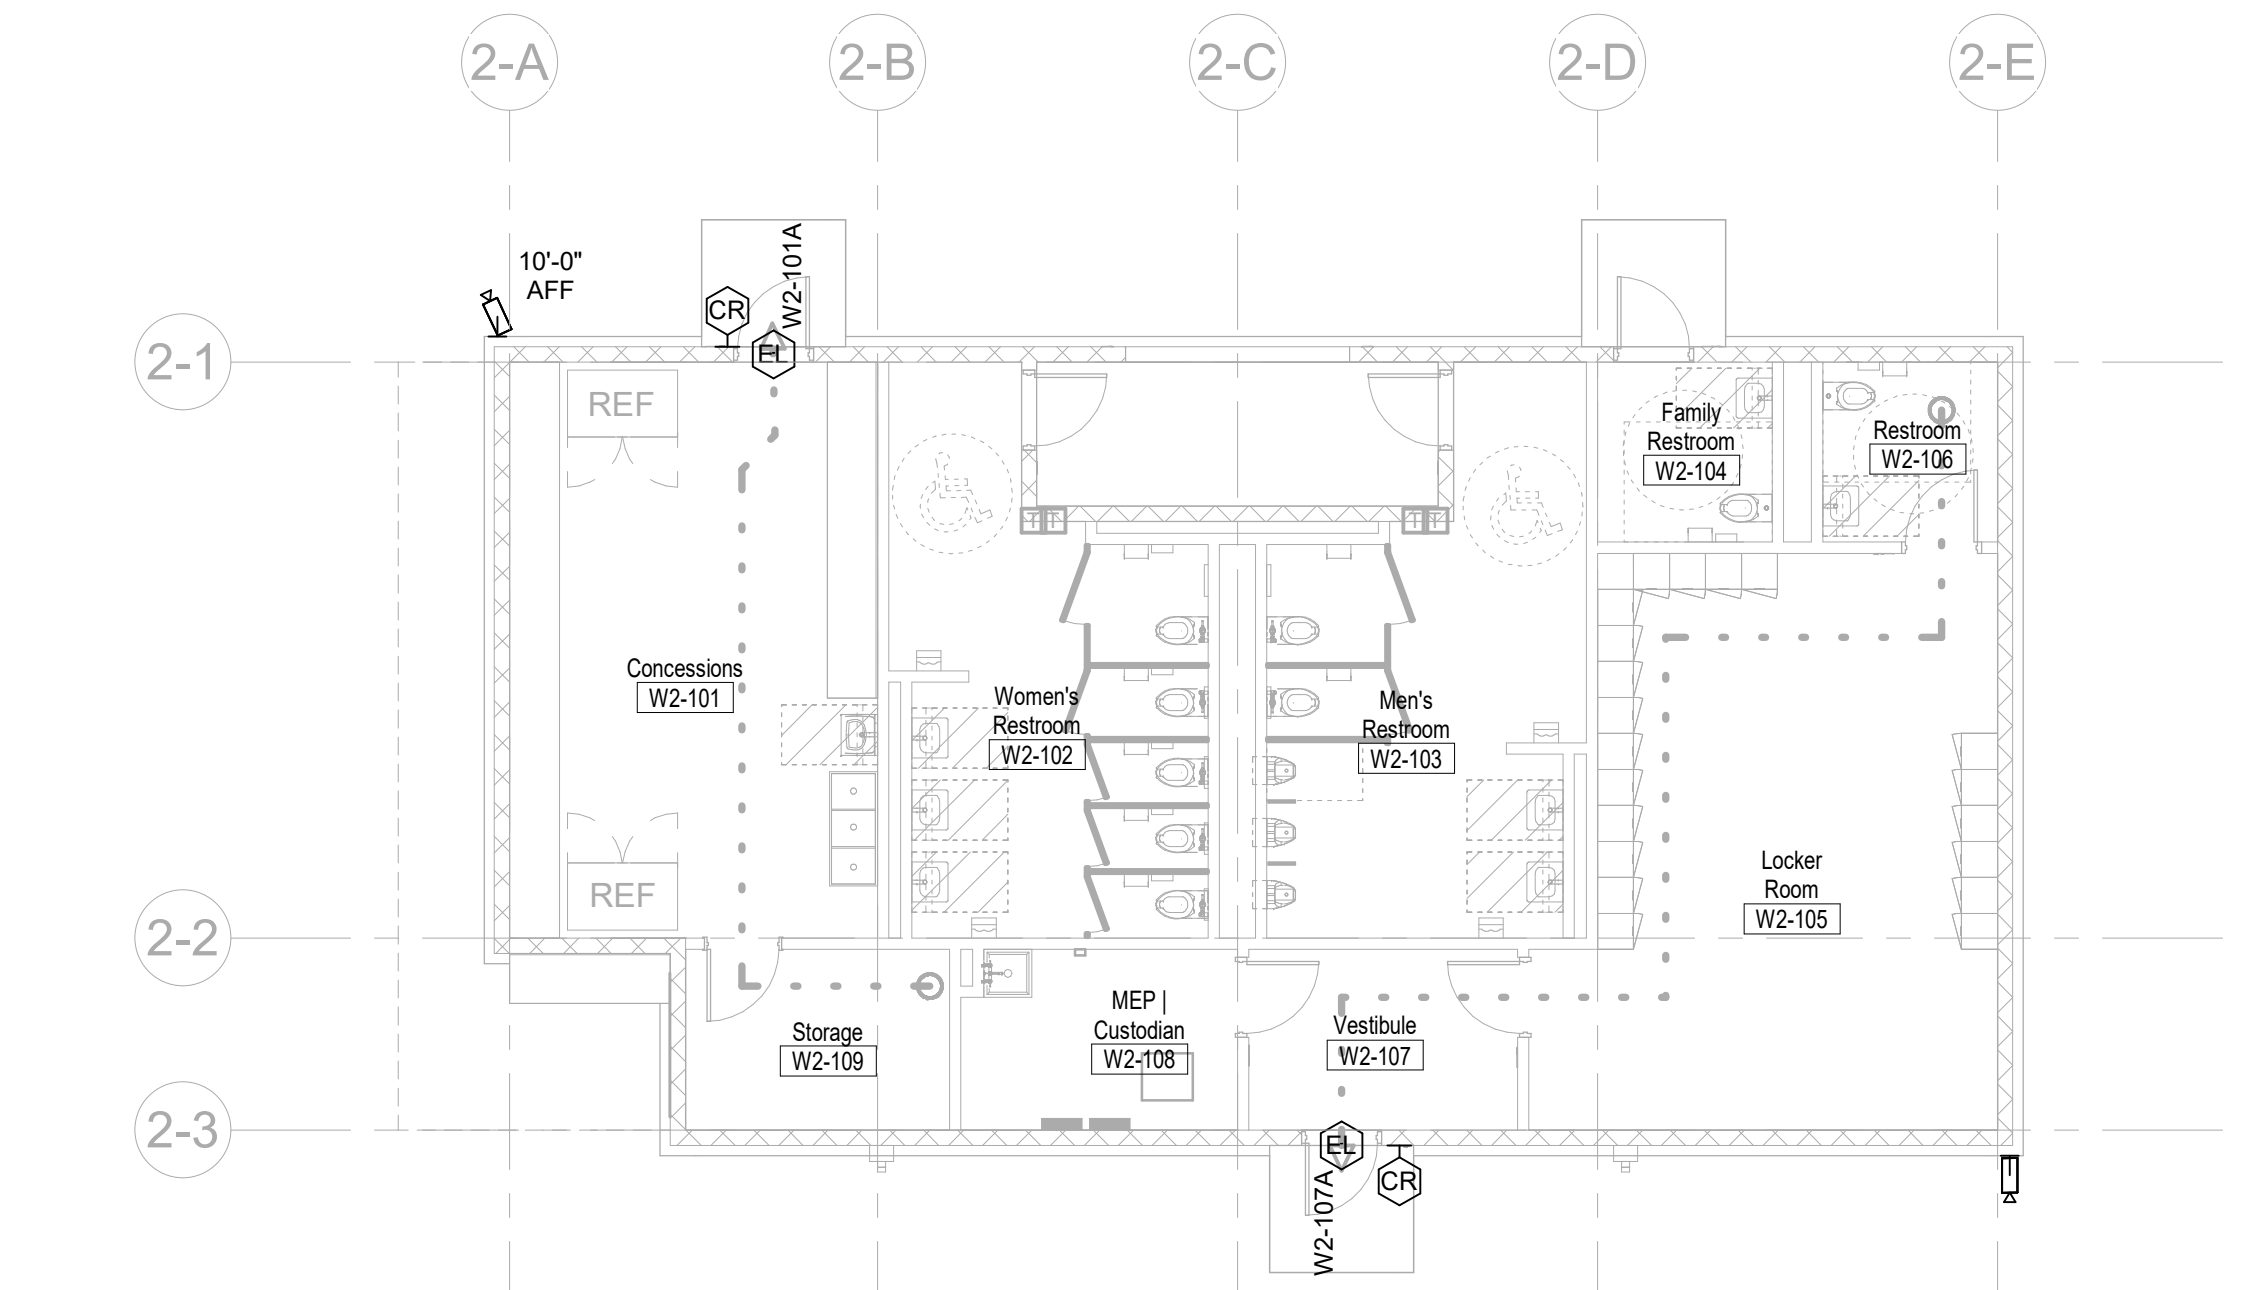 2-A
2-B
2-C
2-D
2-E
10'-0"
AFF
W2-101A
CR
EL
2-1
REF
Family
Restroom
W2-104
Restroom
W2-106
T
T
T
T
Concessions
W2-101
Women's
Restroom
W2-102
Men's
Restroom
W2-103
REF
Locker
Room
W2-105
2-2
Storage
W2-109
MEP |
Custodian
W2-108
Vestibule
W2-107
2-3
EL
CR
W2-107A